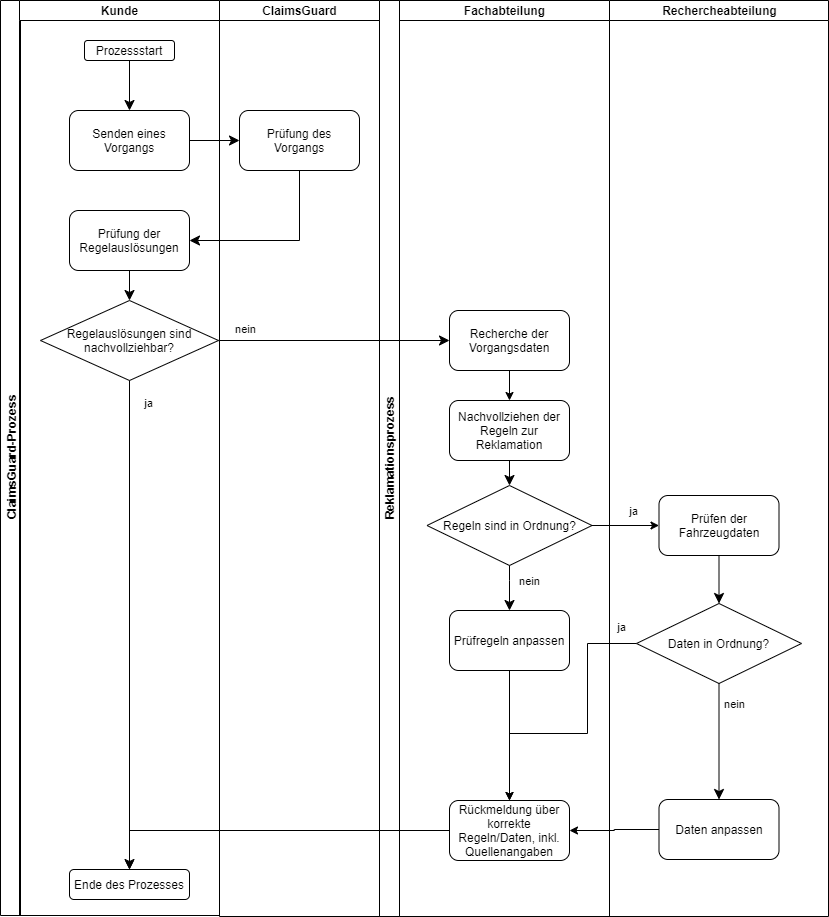 Kunde
ClaimsGuard
Fachabteilung
Rechercheabteilung
ClaimsGuard-Prozess
Reklamationsprozess
Prozessstart
Senden eines
Vorgangs
Prüfung des
Vorgangs
Prüfung der
Regelauslösungen
Regelauslösungen sind
nachvollziehbar?
nein
ja
Recherche der
Vorgangsdaten
Nachvollziehen der
Regeln zur
Reklamation
Regeln sind in Ordnung?
ja
nein
Prüfen der
Fahrzeugdaten
Prüfregeln anpassen
ja
Daten in Ordnung?
nein
Rückmeldung über
korrekte
Regeln/Daten, inkl.
Quellenangaben
Daten anpassen
Ende des Prozesses